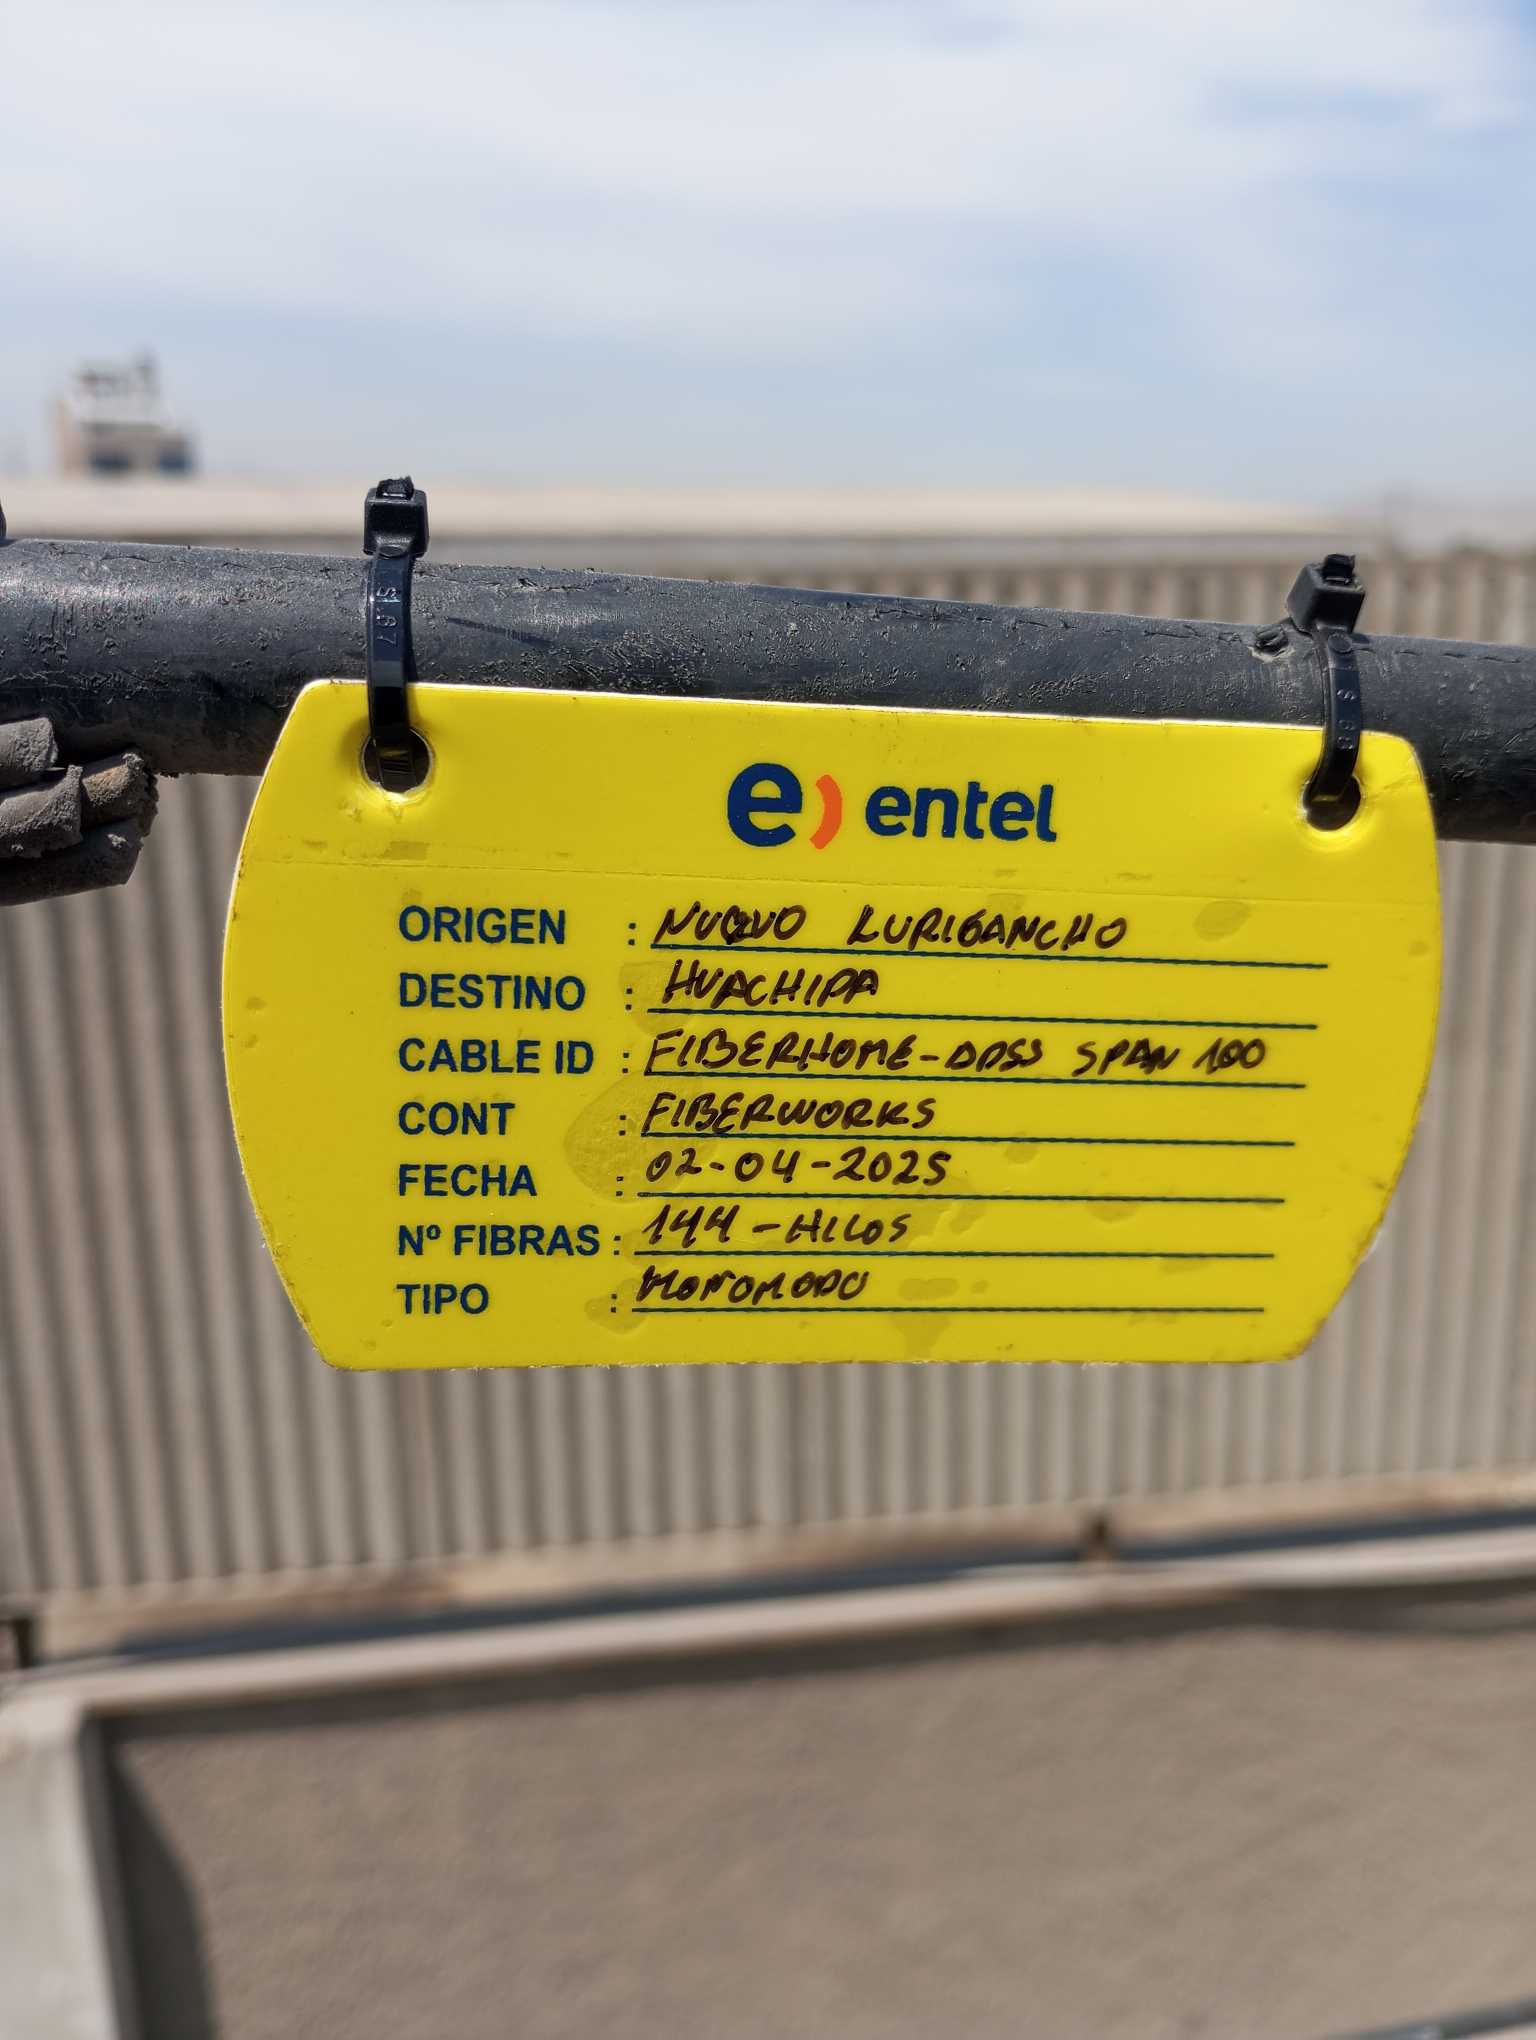 e) entel
ORIGEN : NUEVO LURIGANCHO
DESTINO : HUACHIPA
CABLE ID : FIBERHOME-ADSS SPAN 100
CONT : FIBERWORKS
FECHA : 02-04-2025
Nº FIBRAS : 144-HILOS
TIPO : MONOMODO